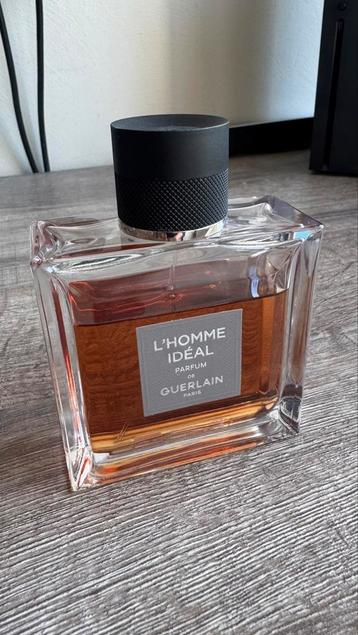 L'HOMME
IDÉAL
PARFUM
DE
GUERLAIN
PARIS